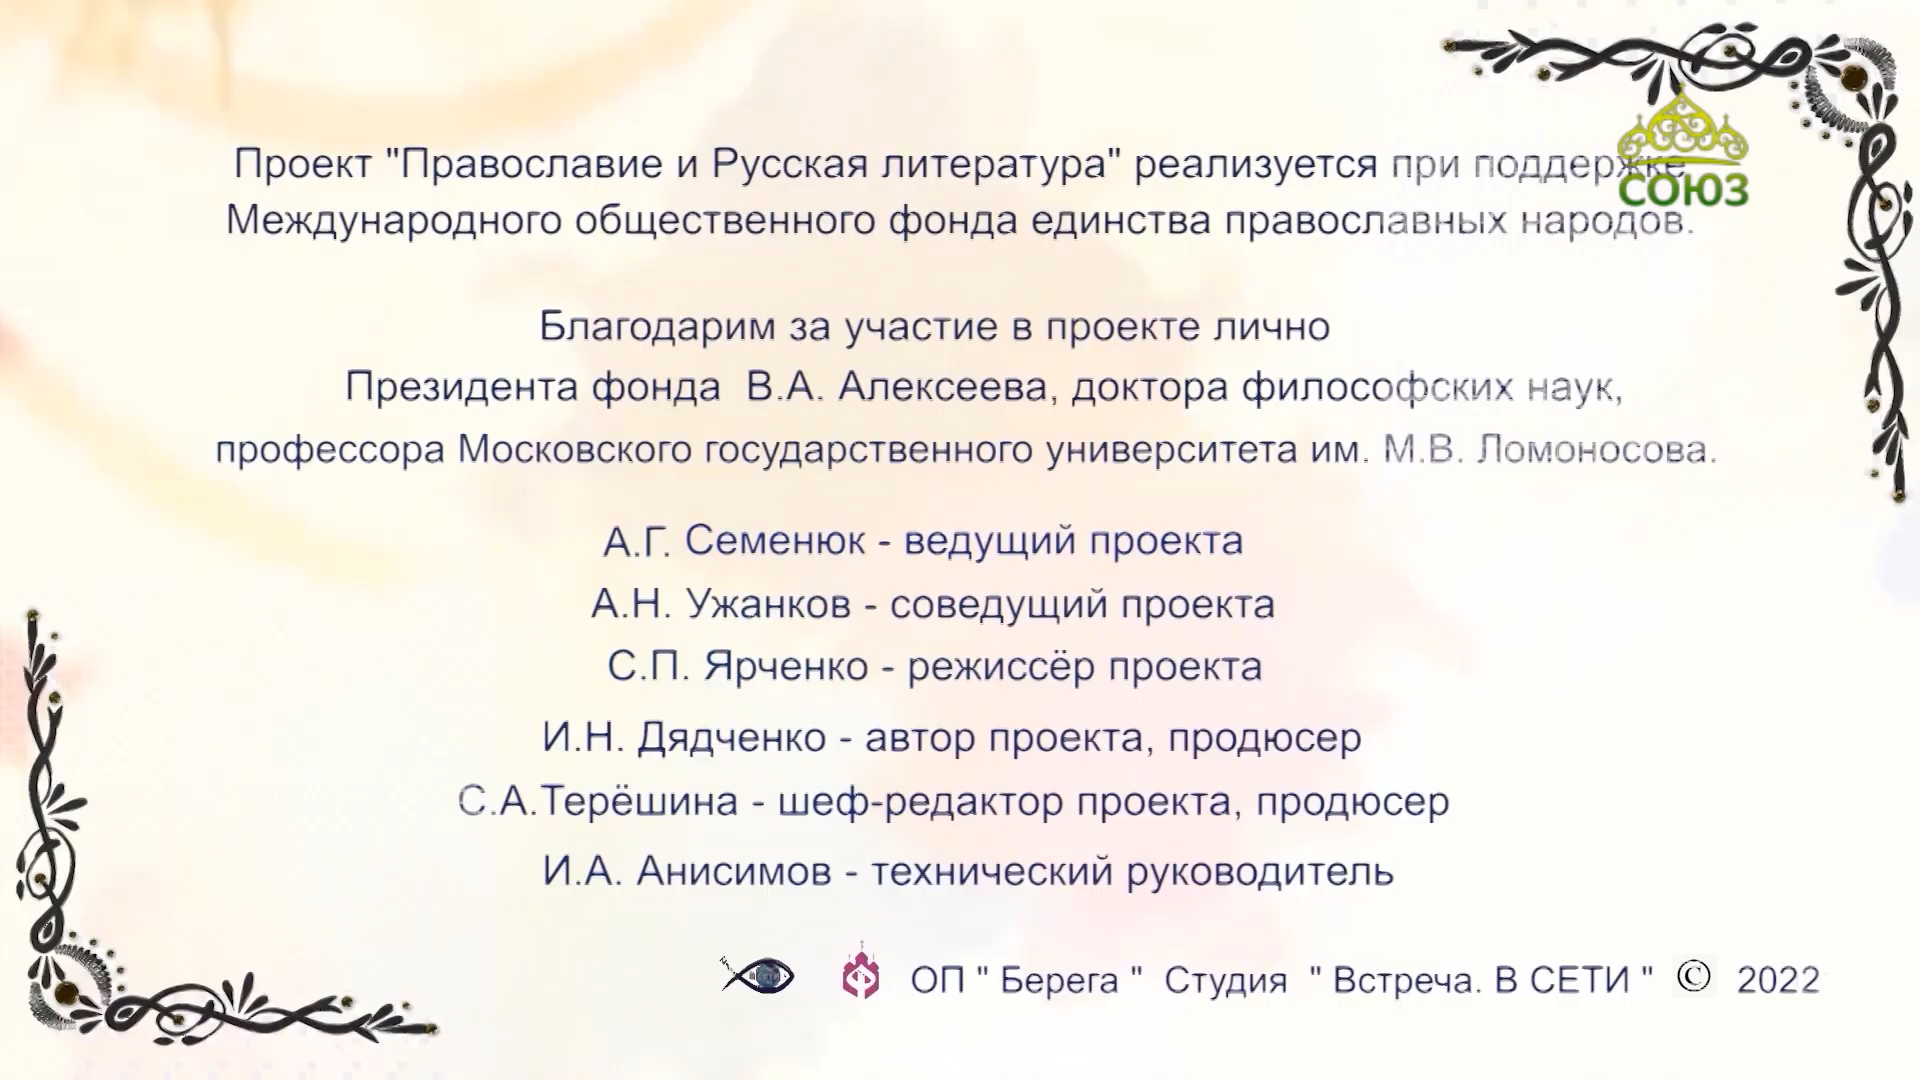 Проект "Православие и Русская литература" реализуется при поддержке
СОЮЗ
Международного общественного фонда единства православных народов.
Благодарим за участие в проекте лично
Президента фонда В.А. Алексеева, доктора философских наук,
профессора Московского государственного университета им. М.В. Ломоносова.
А.Г. Семенюк - ведущий проекта
А.Н. Ужанков - соведущий проекта
С.П. Ярченко - режиссёр проекта
И.Н. Дядченко - автор проекта, продюсер
С.А.Терёшина - шеф-редактор проекта, продюсер
И.А. Анисимов - технический руководитель
ОП " Берега " Студия " Встреча. В СЕТИ " © 2022